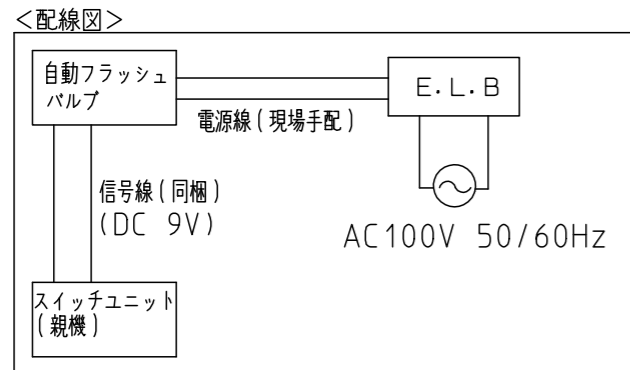 <配線図>
自動フラッシュ
バルブ
E.L.B
電源線(現場手配)
信号線(同梱)
(DC 9V)
AC100V 50/60Hz
スイッチユニット
(親機)